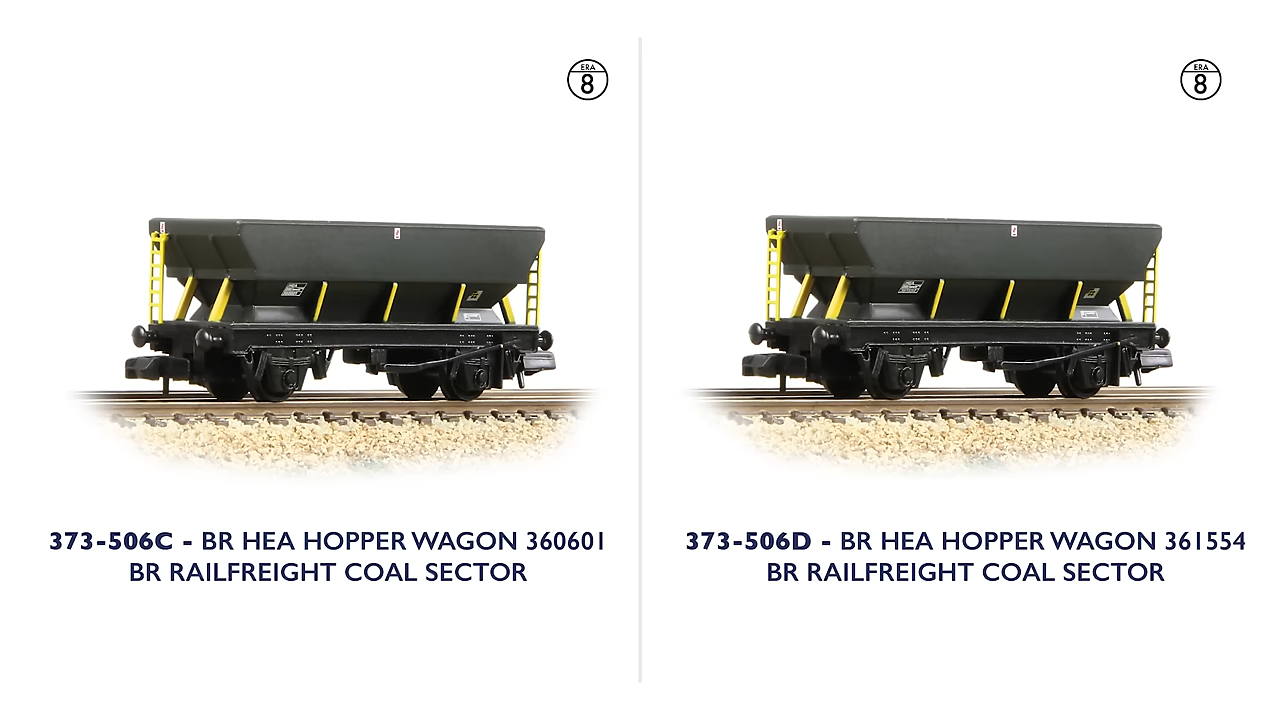 ERA
8
373-506C - BR HEA HOPPER WAGON 360601
BR RAILFREIGHT COAL SECTOR
ERA
8
373-506D - BR HEA HOPPER WAGON 361554
BR RAILFREIGHT COAL SECTOR